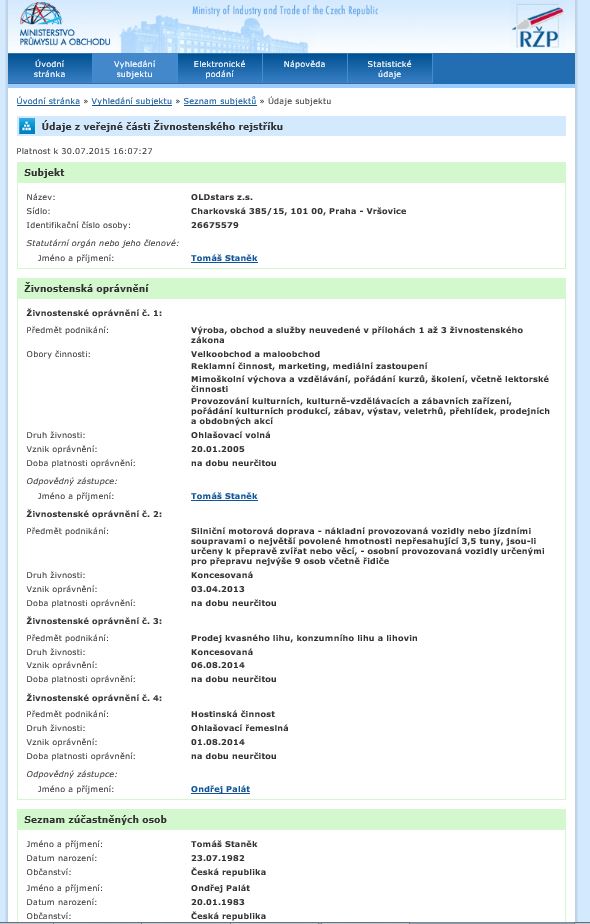 Ministry of Industry and Trade of the Czech Republic
MINISTERSTVO
PRŮMYSLU A OBCHODU
RŽP
Úvodní
stránka
Vyhledání
subjektu
Elektronické
podání
Nápověda
Statistické
údaje
Úvodní stránka » Vyhledání subjektu » Seznam subjektů » Údaje subjektu
Údaje z veřejné části Živnostenského rejstříku
Platnost k 30.07.2015 16:07:27
Subjekt
Název: OLDstars z.s.
Sídlo: Charkovská 385/15, 101 00, Praha - Vršovice
Identifikační číslo osoby: 26675579
Statutární orgán nebo jeho členové:
Jméno a příjmení: Tomáš Staněk
Živnostenská oprávnění
Živnostenské oprávnění č. 1:
Předmět podnikání: Výroba, obchod a služby neuvedené v přílohách 1 až 3 živnostenského
zákona
Obory činnosti: Velkoobchod a maloobchod
Reklamní činnost, marketing, mediální zastoupení
Mimoškolní výchova a vzdělávání, pořádání kurzů, školení, včetně lektorské
činnosti
Provozování kulturních, kulturně-vzdělávacích a zábavních zařízení,
pořádání kulturních produkcí, zábav, výstav, veletrhů, přehlídek, prodejních
a obdobných akcí
Druh živnosti: Ohlašovací volná
Vznik oprávnění: 20.01.2005
Doba platnosti oprávnění: na dobu neurčitou
Odpovědný zástupce:
Jméno a příjmení: Tomáš Staněk
Živnostenské oprávnění č. 2:
Předmět podnikání: Silniční motorová doprava - nákladní provozovaná vozidly nebo jízdními
soupravami o největší povolené hmotnosti nepřesahující 3,5 tuny, jsou-li
určeny k přepravě zvířat nebo věcí, - osobní provozovaná vozidly určenými
pro přepravu nejvýše 9 osob včetně řidiče
Druh živnosti: Koncesovaná
Vznik oprávnění: 03.04.2013
Doba platnosti oprávnění: na dobu neurčitou
Živnostenské oprávnění č. 3:
Předmět podnikání: Prodej kvasného lihu, konzumního lihu a lihovin
Druh živnosti: Koncesovaná
Vznik oprávnění: 06.08.2014
Doba platnosti oprávnění: na dobu neurčitou
Živnostenské oprávnění č. 4:
Předmět podnikání: Hostinská činnost
Druh živnosti: Ohlašovací řemeslná
Vznik oprávnění: 01.08.2014
Doba platnosti oprávnění: na dobu neurčitou
Odpovědný zástupce:
Jméno a příjmení: Ondřej Palát
Seznam zúčastněných osob
Jméno a příjmení: Tomáš Staněk
Datum narození: 23.07.1982
Občanství: Česká republika
Jméno a příjmení: Ondřej Palát
Datum narození: 20.01.1983
Občanství: Česká republika